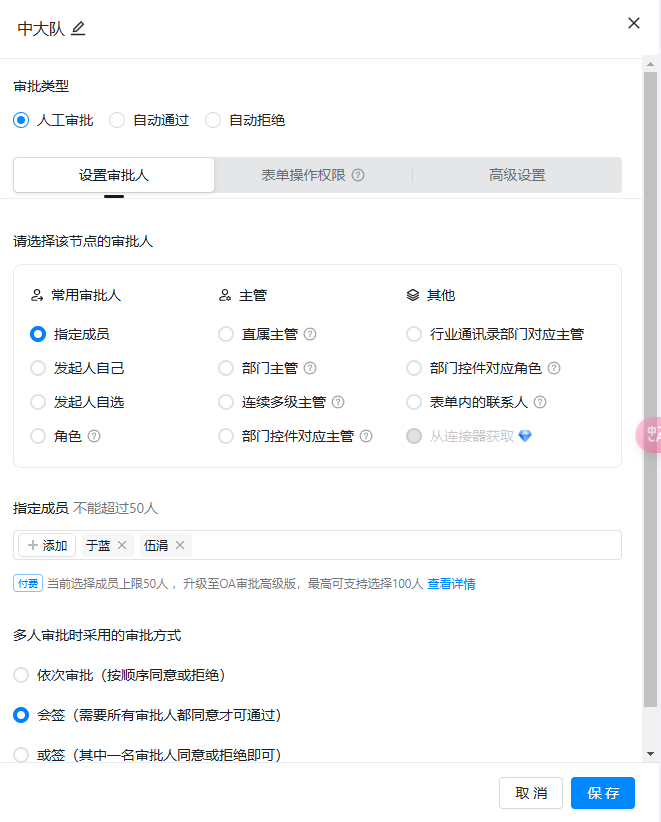 中大队
审批类型
人工审批 自动通过 自动拒绝
设置审批人 表单操作权限 高级设置
请选择该节点的审批人
常用审批人 主管 其他
指定成员 直属主管 行业通讯录部门对应主管
发起人自己 部门主管 部门控件对应角色
发起人自选 连续多级主管 表单内的联系人
角色 部门控件对应主管 从连接器获取
指定成员 不能超过50人
+ 添加 于蓝 × 伍涓 ×
付费 当前选择成员上限50人 ，升级至OA审批高级版，最高可支持选择100人 查看详情
多人审批时采用的审批方式
依次审批（按顺序同意或拒绝）
会签（需要所有审批人都同意才可通过）
或签（其中一名审批人同意或拒绝即可）
取 消 保 存